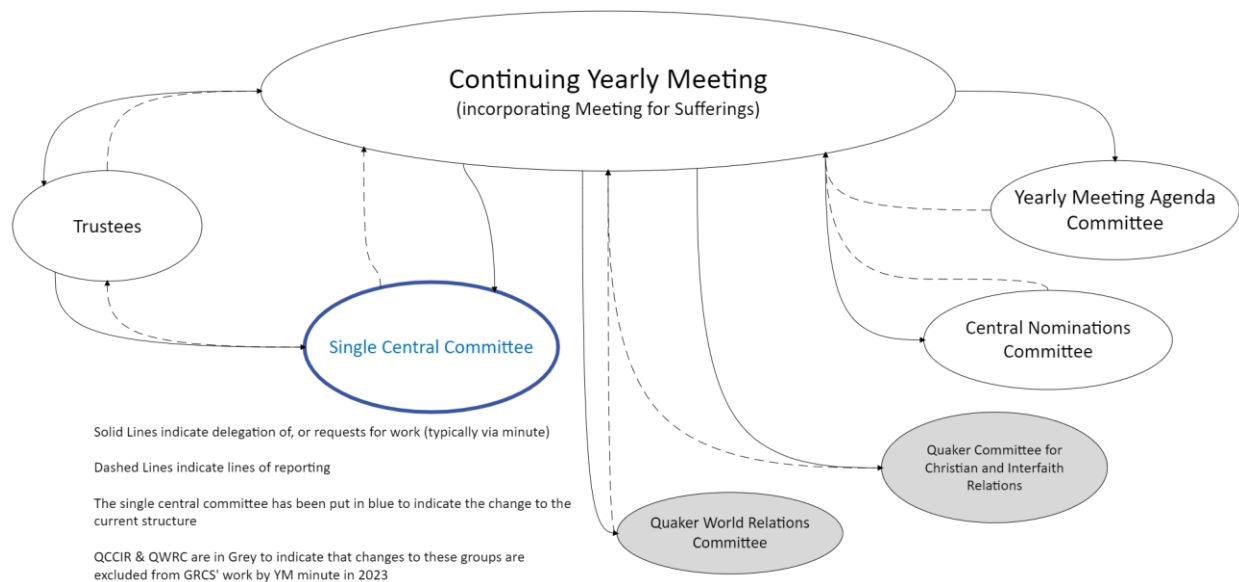 Continuing Yearly Meeting
(incorporating Meeting for Sufferings)
Trustees
Yearly Meeting Agenda
Committee
Single Central Committee
Central Nominations
Committee
Quaker Committee for
Christian and Interfaith
Relations
Quaker World Relations
Committee
Solid Lines indicate delegation of, or requests for work (typically via minute)
Dashed Lines indicate lines of reporting
The single central committee has been put in blue to indicate the change to the
current structure
QCCIR & QWRC are in Grey to indicate that changes to these groups are
excluded from GRCS' work by YM minute in 2023